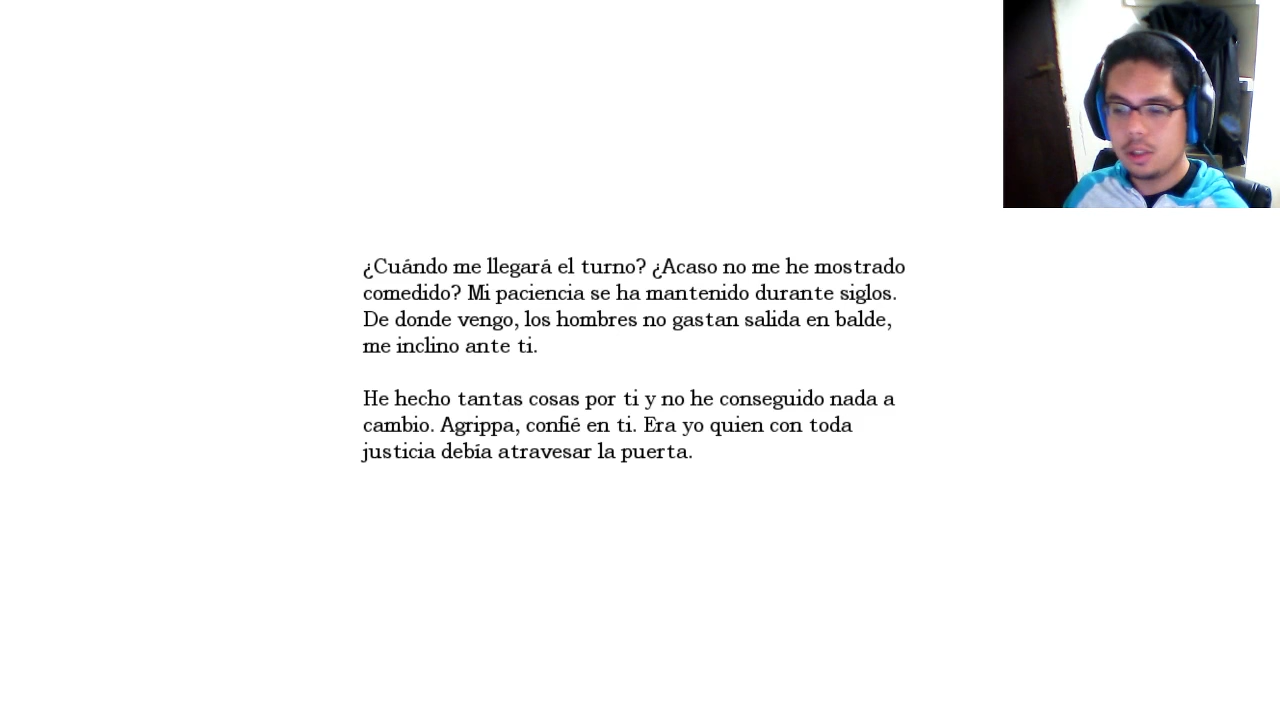 ¿Cuándo me llegará el turno? ¿Acaso no me he mostrado
comedido? Mi paciencia se ha mantenido durante siglos.
De donde vengo, los hombres no gastan salida en balde,
me inclino ante ti.
He hecho tantas cosas por ti y no he conseguido nada a
cambio. Agrippa, confié en ti. Era yo quien con toda
justicia debía atravesar la puerta.